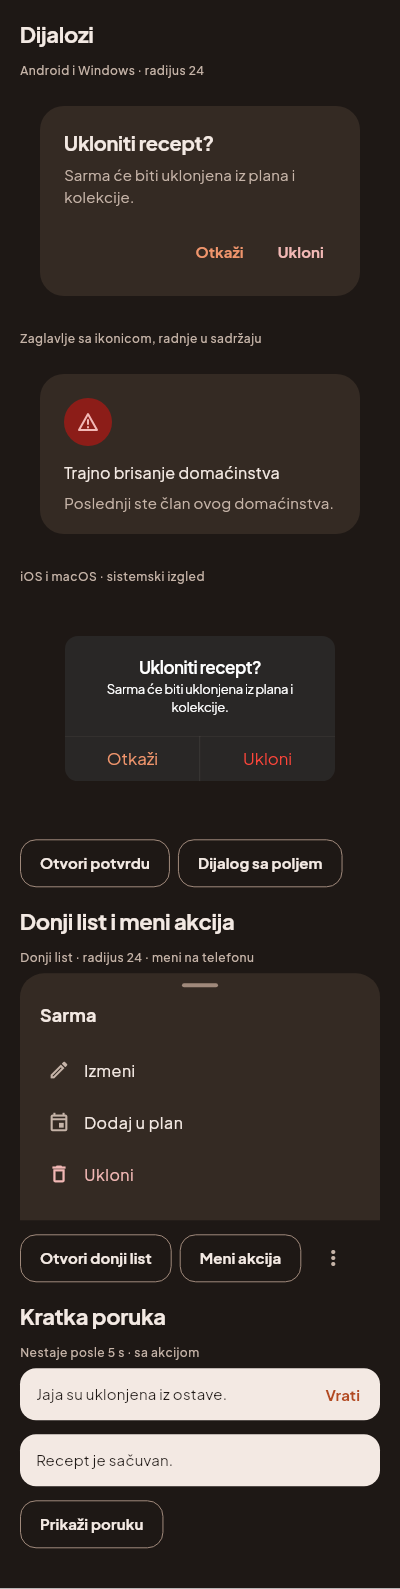 Dijalozi
Android i Windows · radijus 24
Ukloniti recept?
Sarma će biti uklonjena iz plana i
kolekcije.
Otkaži Ukloni
Zaglavlje sa ikonicom, radnje u sadržaju
Trajno brisanje domaćinstva
Poslednji ste član ovog domaćinstva.
iOS i macOS · sistemski izgled
Ukloniti recept?
Sarma će biti uklonjena iz plana i
kolekcije.
Otkaži Ukloni
Otvori potvrdu Dijalog sa poljem
Donji list i meni akcija
Donji list · radijus 24 · meni na telefonu
Sarma
Izmeni
Dodaj u plan
Ukloni
Otvori donji list Meni akcija
Kratka poruka
Nestaje posle 5 s · sa akcijom
Jaja su uklonjena iz ostave. Vrati
Recept je sačuvan.
Prikaži poruku